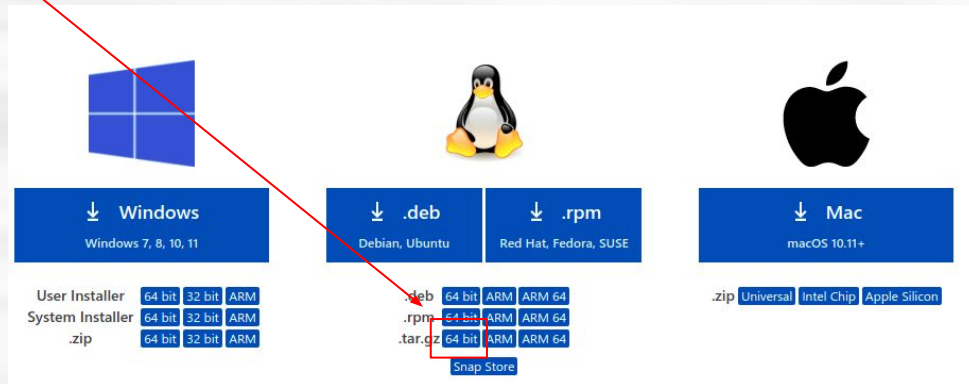 Windows
Windows 7, 8, 10, 11
User Installer 64 bit 32 bit ARM
System Installer 64 bit 32 bit ARM
.zip 64 bit 32 bit ARM
.deb
Debian, Ubuntu
.rpm
Red Hat, Fedora, SUSE
.deb 64 bit ARM ARM 64
.rpm 64 bit ARM ARM 64
.tar.gz 64 bit ARM ARM 64
Snap Store
Mac
macOS 10.11+
.zip Universal Intel Chip Apple Silicon